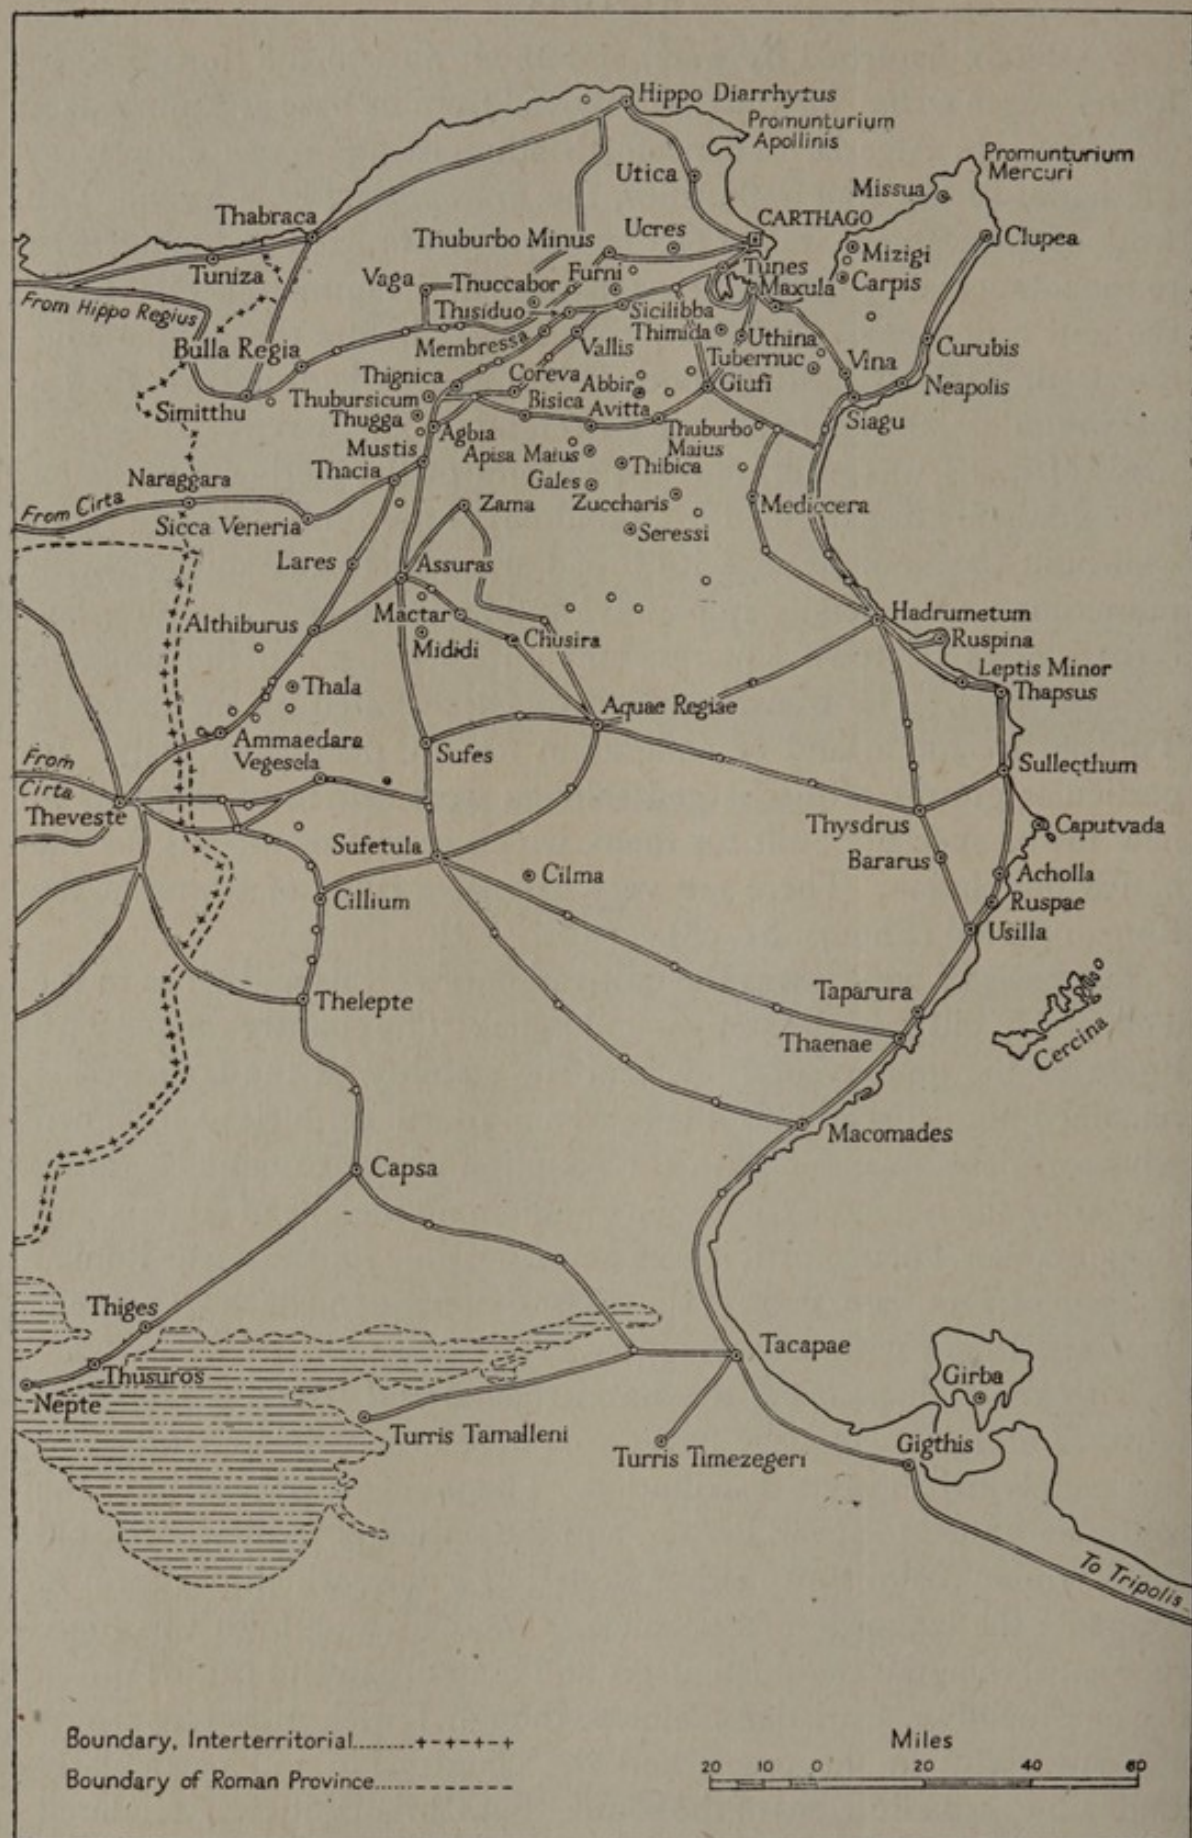 Hippo Diarrhytus
Promunturium
Apollinis
Promunturium
Mercuri
Utica
Missua
Thabraca
CARTHAGO
Ucres
Thuburbo Minus
Clupea
Mizigi
Tuniza
Vaga
Thuccabor
Furni
Tunes
Maxula
Carpis
From Hippo Regius
Thisiduo
Sicilibba
Membressa
Vallis
Thimida
Uthina
Bulla Regia
Tubernuc
Vina
Curubis
Thignica
Coreva
Abbir
Giufi
Neapolis
Thubursicum
Bisica
Avitta
Simitthu
Thugga
Siagu
Agbia
Thuburbo
Maius
Mustis
Apisa Maius
Thacia
Thibica
Naraggara
Gales
From Cirta
Zama
Zuccharis
Mediccera
Sicca Veneria
Seressi
Lares
Assuras
Althiburus
Mactar
Hadrumetum
Ruspina
Mididi
Chusira
Leptis Minor
Thala
Thapsus
Aquae Regiae
Ammaedara
Vegesela
Sufes
From
Cirta
Sullecthum
Theveste
Thysdrus
Caputvada
Sufetula
Bararus
Cilma
Acholla
Cillium
Ruspae
Usilla
Taparura
Thelepte
Thaenae
Cercina
Macomades
Capsa
Thiges
Tacapae
Thusuros
Girba
Nepte
Turris Tamalleni
Gigthis
Turris Timezegeri
To Tripolis
Boundary, Interterritorial.........+-+-+-+
Boundary of Roman Province......-------
Miles
20 10 0 20 40 60